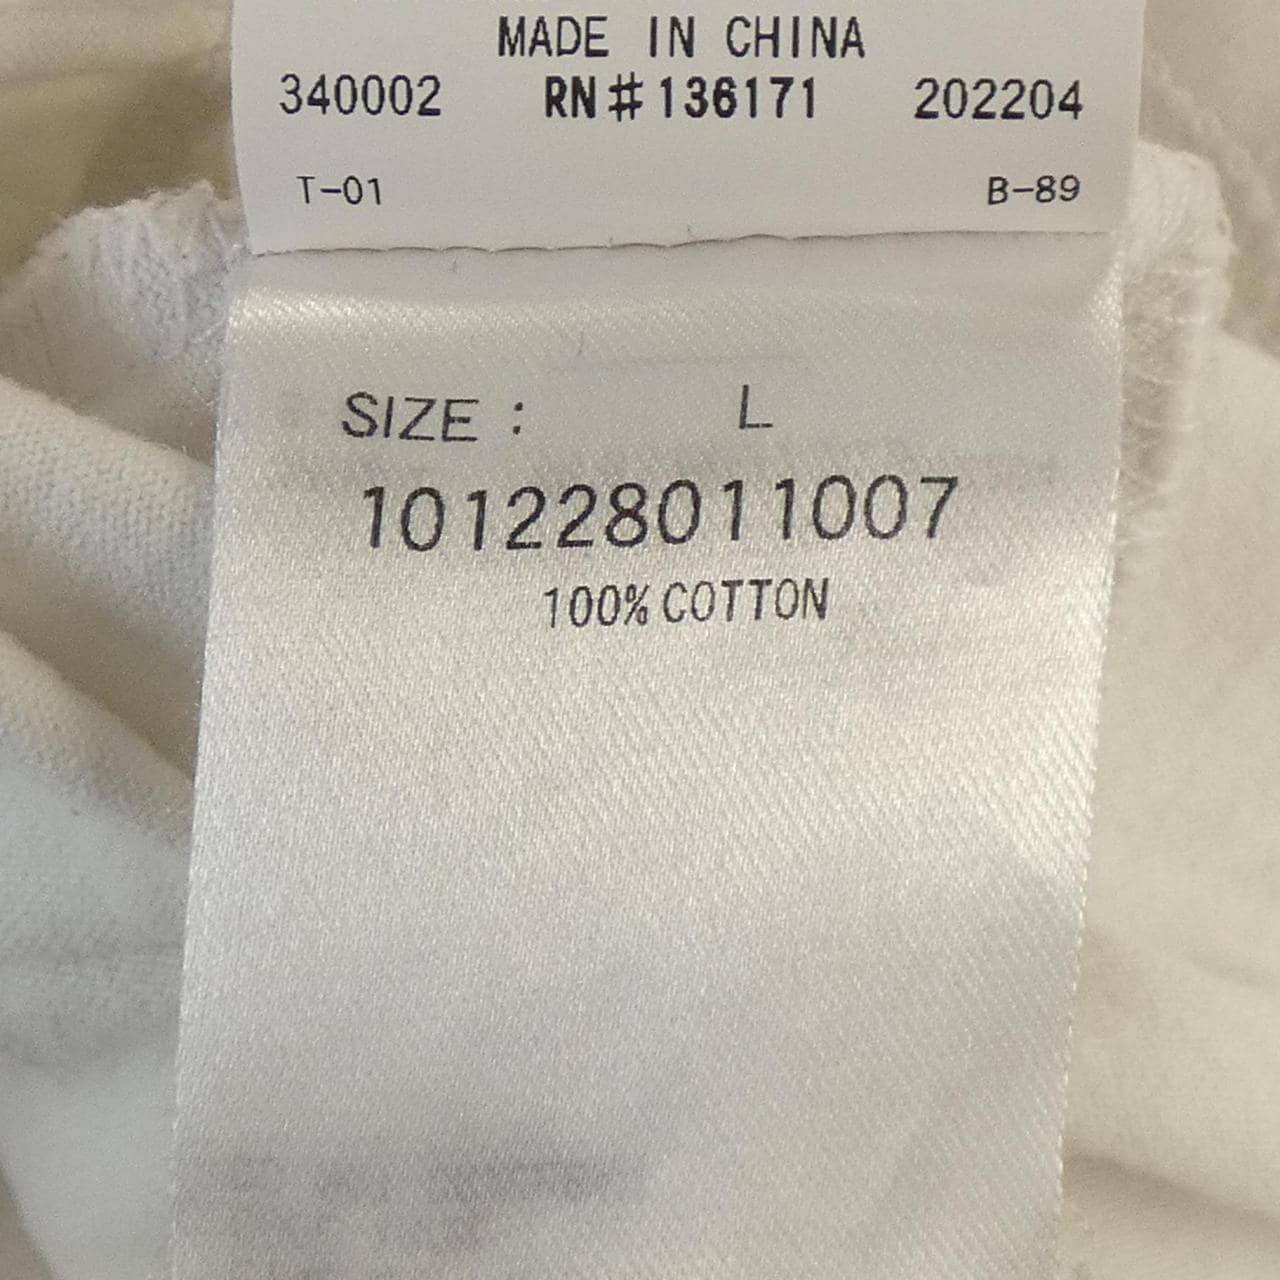 MADE IN CHINA
340002 RN#136171 202204
T-01 B-89
SIZE : L
101228011007
100% COTTON